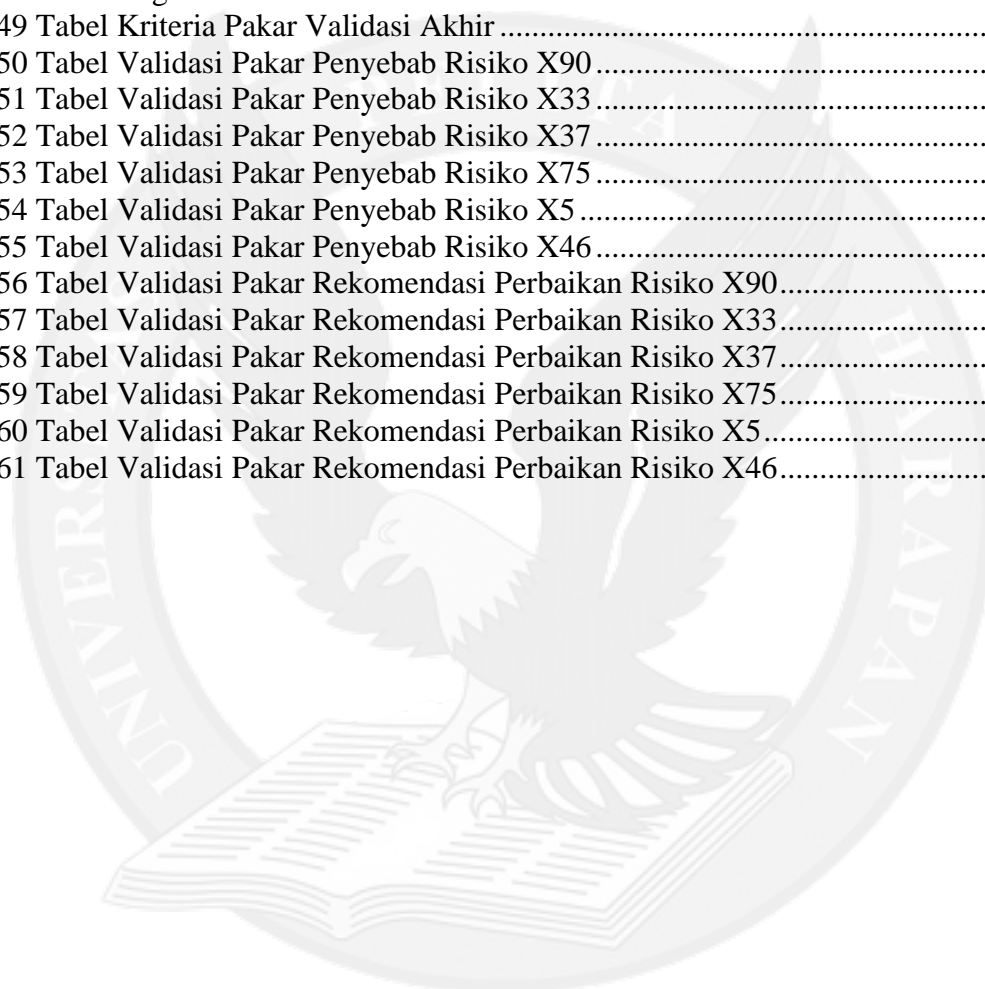 49 Tabel Kriteria Pakar Validasi Akhir ........................................................
50 Tabel Validasi Pakar Penyebab Risiko X90 ............................................
51 Tabel Validasi Pakar Penyebab Risiko X33 ............................................
52 Tabel Validasi Pakar Penyebab Risiko X37 ............................................
53 Tabel Validasi Pakar Penyebab Risiko X75 ............................................
54 Tabel Validasi Pakar Penyebab Risiko X5 ..............................................
55 Tabel Validasi Pakar Penyebab Risiko X46 ............................................
56 Tabel Validasi Pakar Rekomendasi Perbaikan Risiko X90 .......................
57 Tabel Validasi Pakar Rekomendasi Perbaikan Risiko X33 .......................
58 Tabel Validasi Pakar Rekomendasi Perbaikan Risiko X37 .......................
59 Tabel Validasi Pakar Rekomendasi Perbaikan Risiko X75 .......................
60 Tabel Validasi Pakar Rekomendasi Perbaikan Risiko X5 .........................
61 Tabel Validasi Pakar Rekomendasi Perbaikan Risiko X46 .......................
UNIVERSITAS PELITA HARAPAN